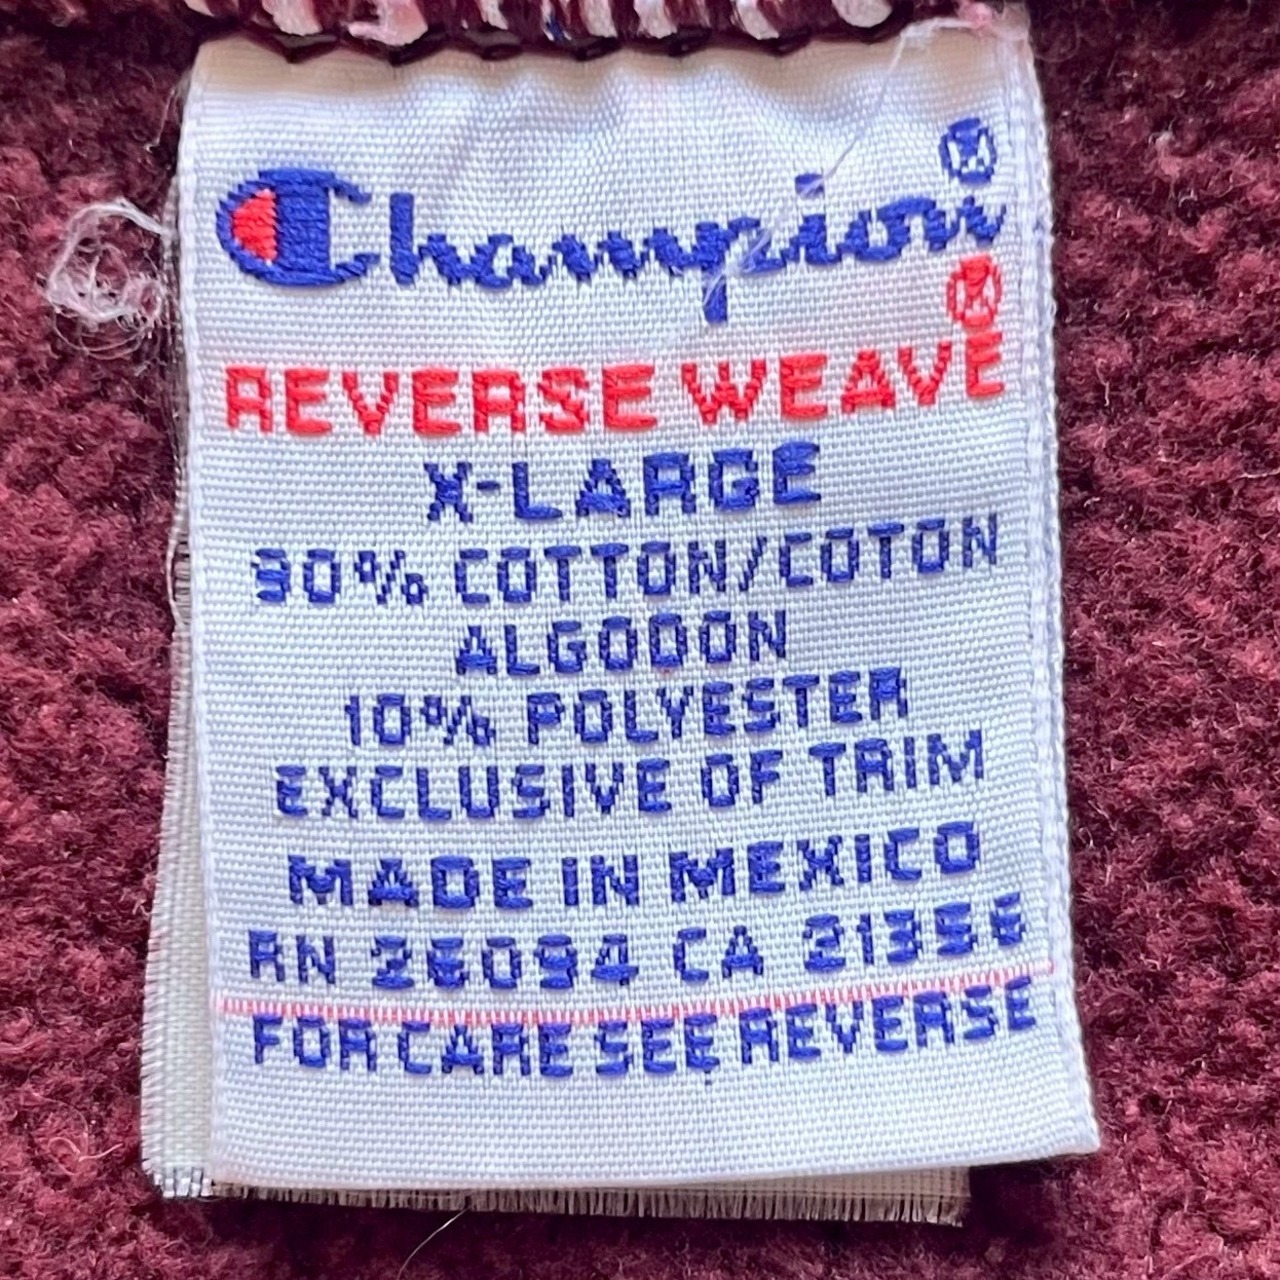 Champion®
REVERSE WEAVE®
X-LARGE
90% COTTON/COTON
ALGODON
10% POLYESTER
EXCLUSIVE OF TRIM
MADE IN MEXICO
RN 26094 CA 21356
FOR CARE SEE REVERSE